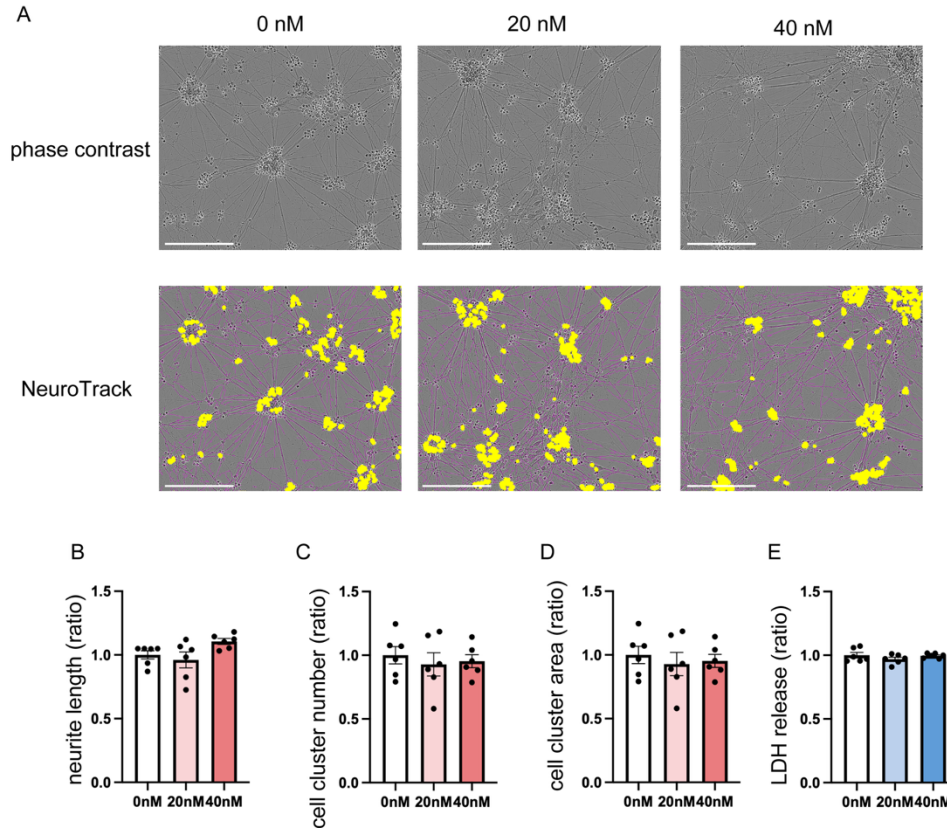 A
0 nM
20 nM
40 nM
phase contrast
NeuroTrack
B
neurite length (ratio)
1.5
1.0
0.5
0.0
0nM 20nM 40nM
C
cell cluster number (ratio)
1.5
1.0
0.5
0.0
0nM 20nM 40nM
D
cell cluster area (ratio)
1.5
1.0
0.5
0.0
0nM 20nM 40nM
E
LDH release (ratio)
1.5
1.0
0.5
0.0
0nM 20nM 40nM